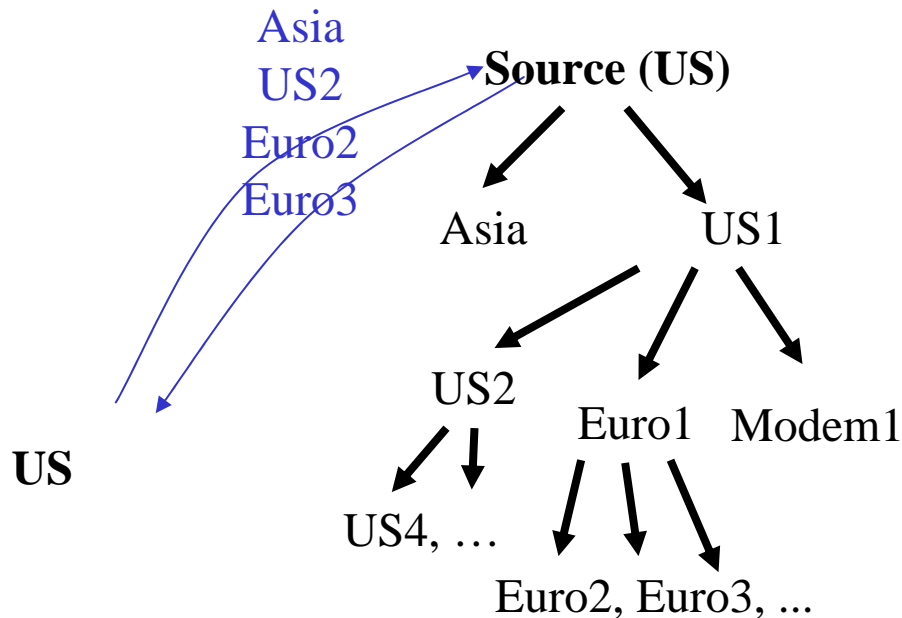 Asia
US2
Euro2
Euro3
Source (US)
Asia
US1
US2
Euro1
Modem1
US
US4, …
Euro2, Euro3, ...